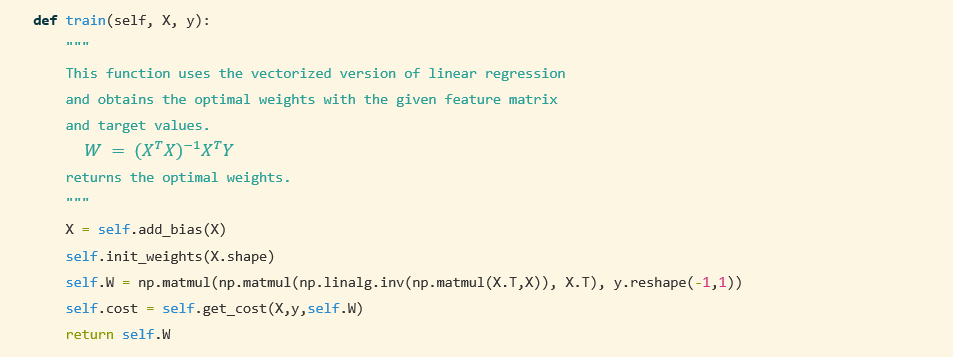 def train(self, X, y):
    """
    This function uses the vectorized version of linear regression
    and obtains the optimal weights with the given feature matrix
    and target values.
      W = (XᵀX)⁻¹XᵀY
    returns the optimal weights.
    """
    X = self.add_bias(X)
    self.init_weights(X.shape)
    self.W = np.matmul(np.matmul(np.linalg.inv(np.matmul(X.T,X)), X.T), y.reshape(-1,1))
    self.cost = self.get_cost(X,y,self.W)
    return self.W